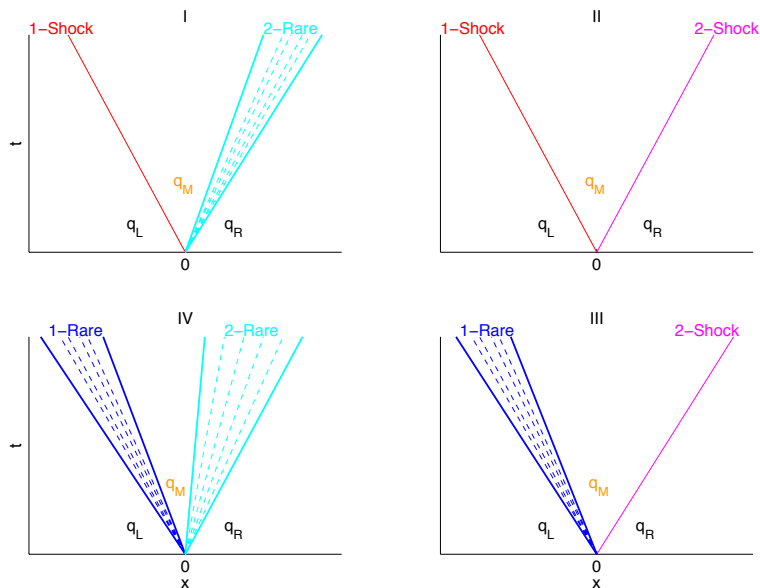 I
1−Shock 2−Rare
t
q_M
q_L q_R
0
II
1−Shock 2−Shock
q_M
q_L q_R
0
IV
1−Rare 2−Rare
t
q_M
q_L q_R
0
x
III
1−Rare 2−Shock
q_M
q_L q_R
0
x